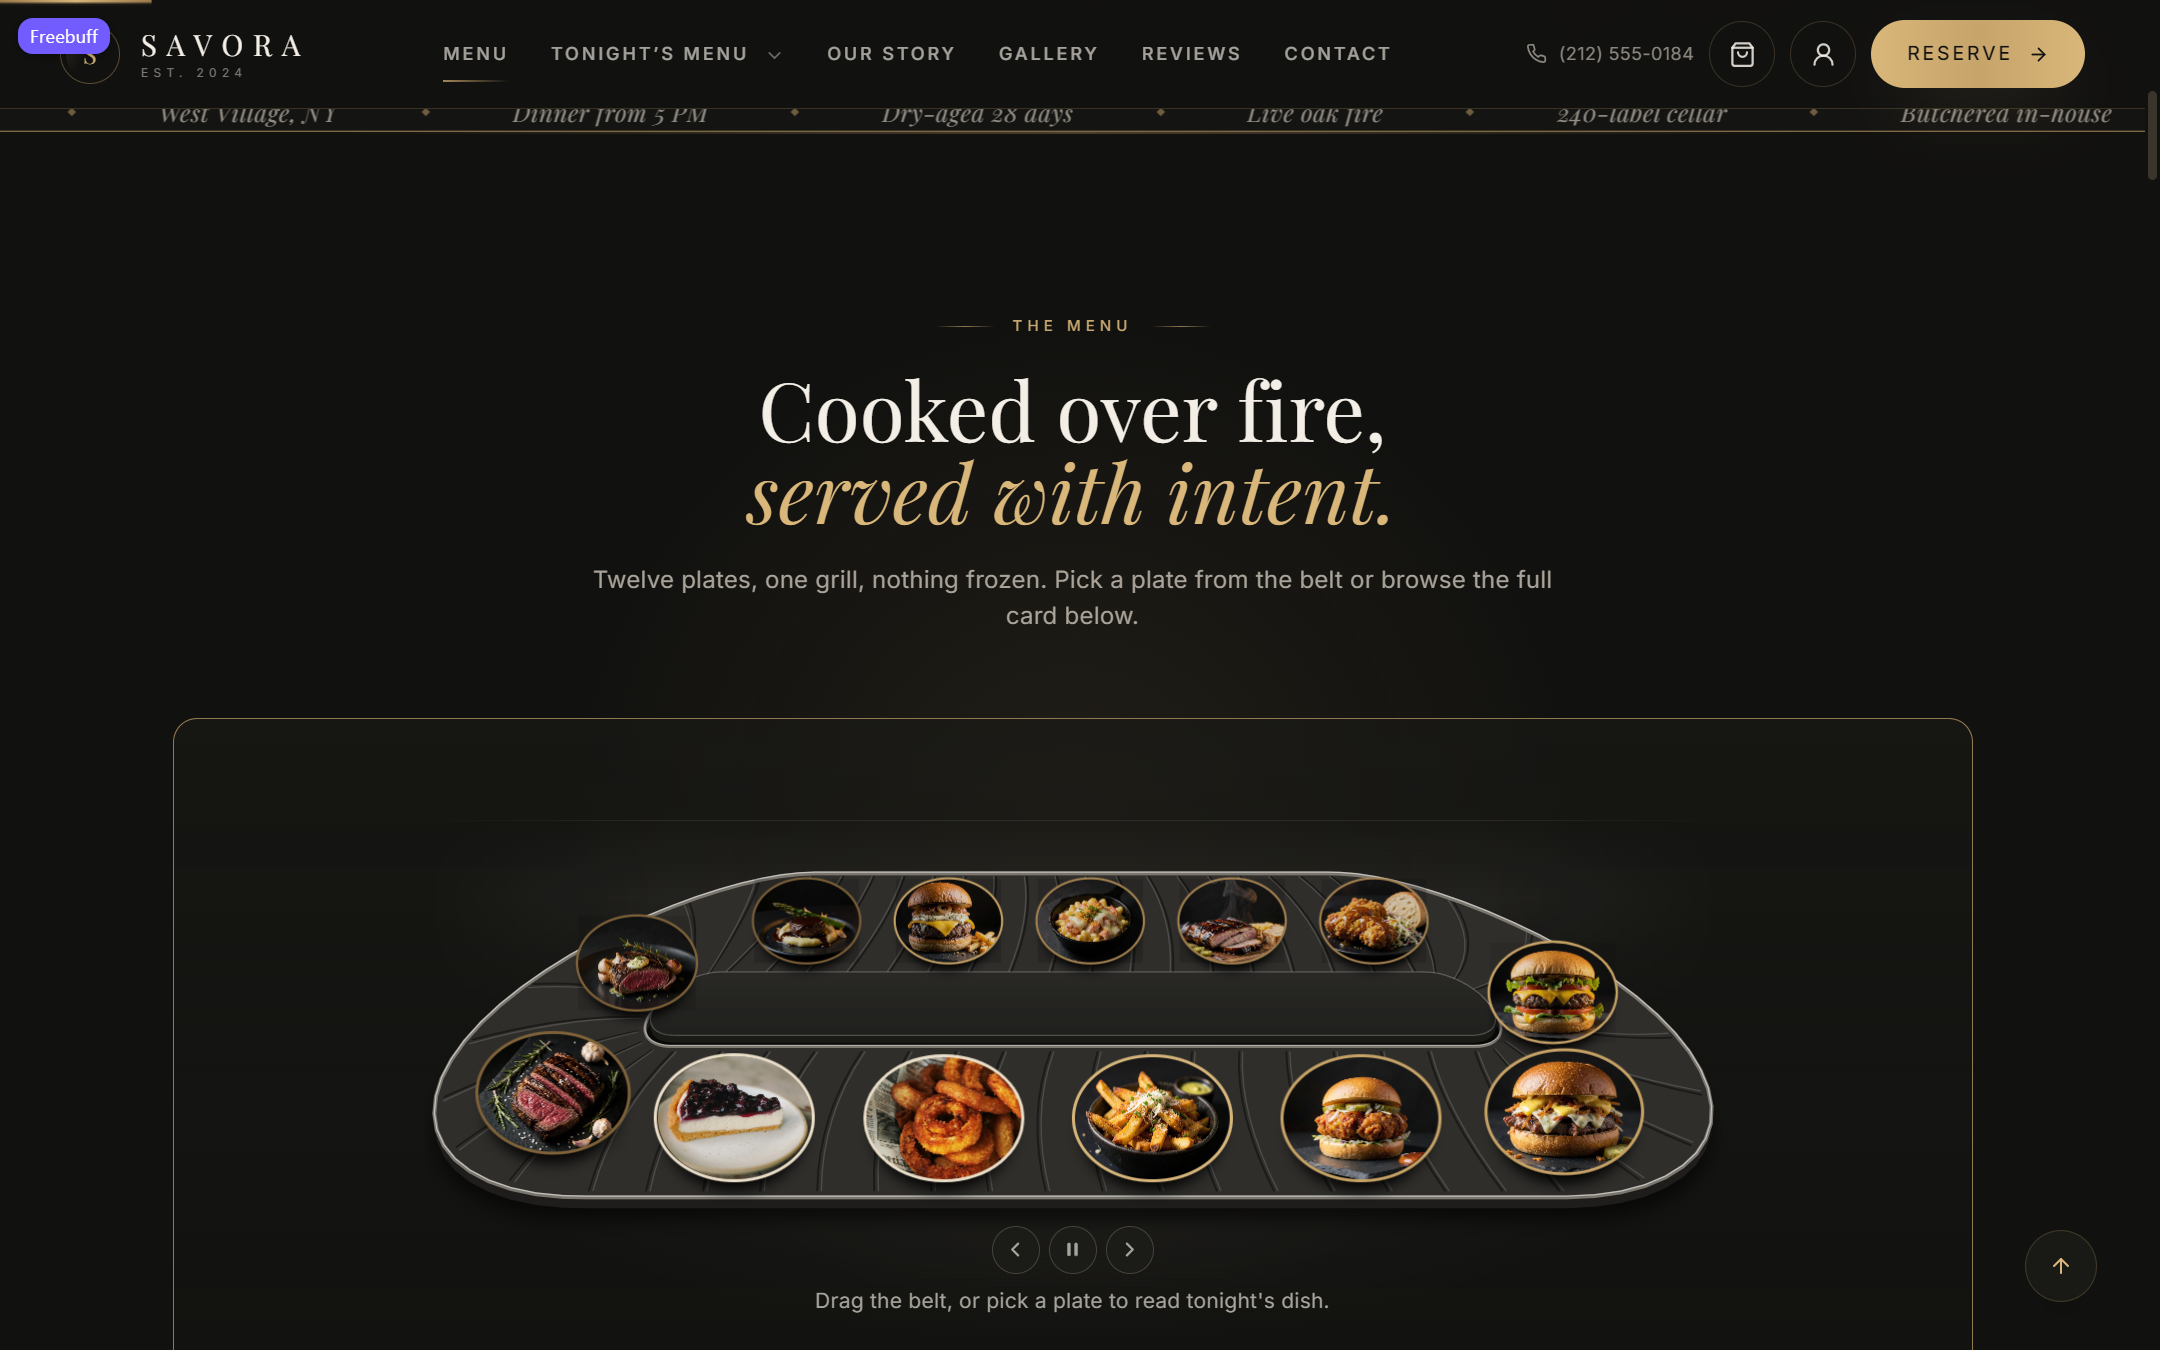 Freebuff
S
SAVORA
EST. 2024
MENU
TONIGHT’S MENU
OUR STORY
GALLERY
REVIEWS
CONTACT
(212) 555-0184
RESERVE
West Village, NY
Dinner from 5 PM
Dry-aged 28 days
Live oak fire
240-label cellar
Butchered in-house
THE MENU
Cooked over fire,
served with intent.
Twelve plates, one grill, nothing frozen. Pick a plate from the belt or browse the full
card below.
Drag the belt, or pick a plate to read tonight's dish.